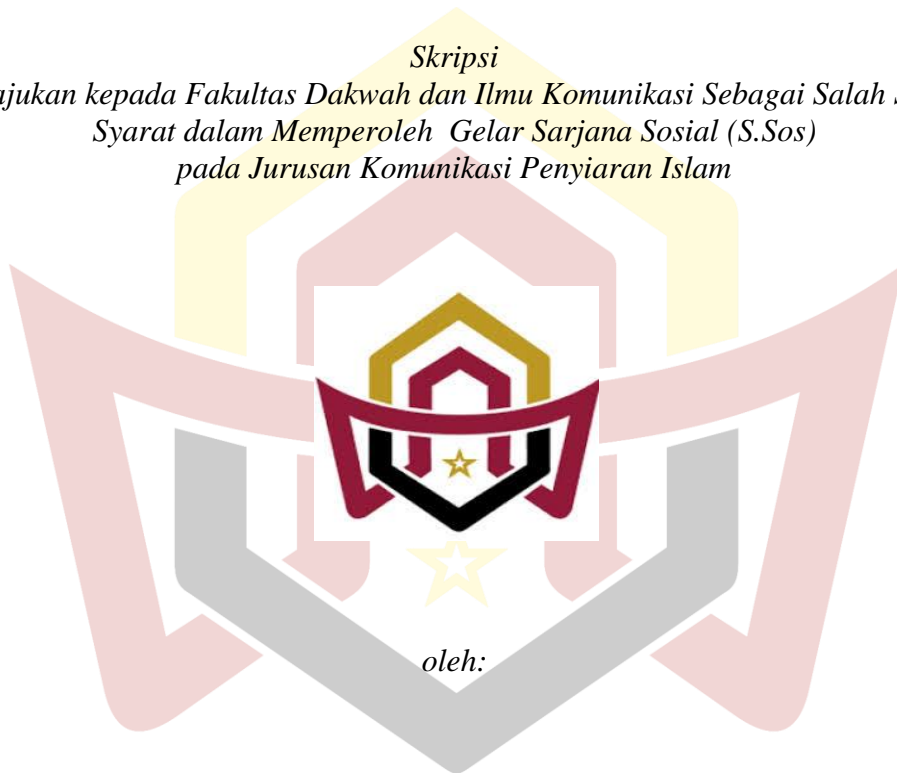 Skripsi
ajukan kepada Fakultas Dakwah dan Ilmu Komunikasi Sebagai Salah
Syarat dalam Memperoleh Gelar Sarjana Sosial (S.Sos)
pada Jurusan Komunikasi Penyiaran Islam
oleh: